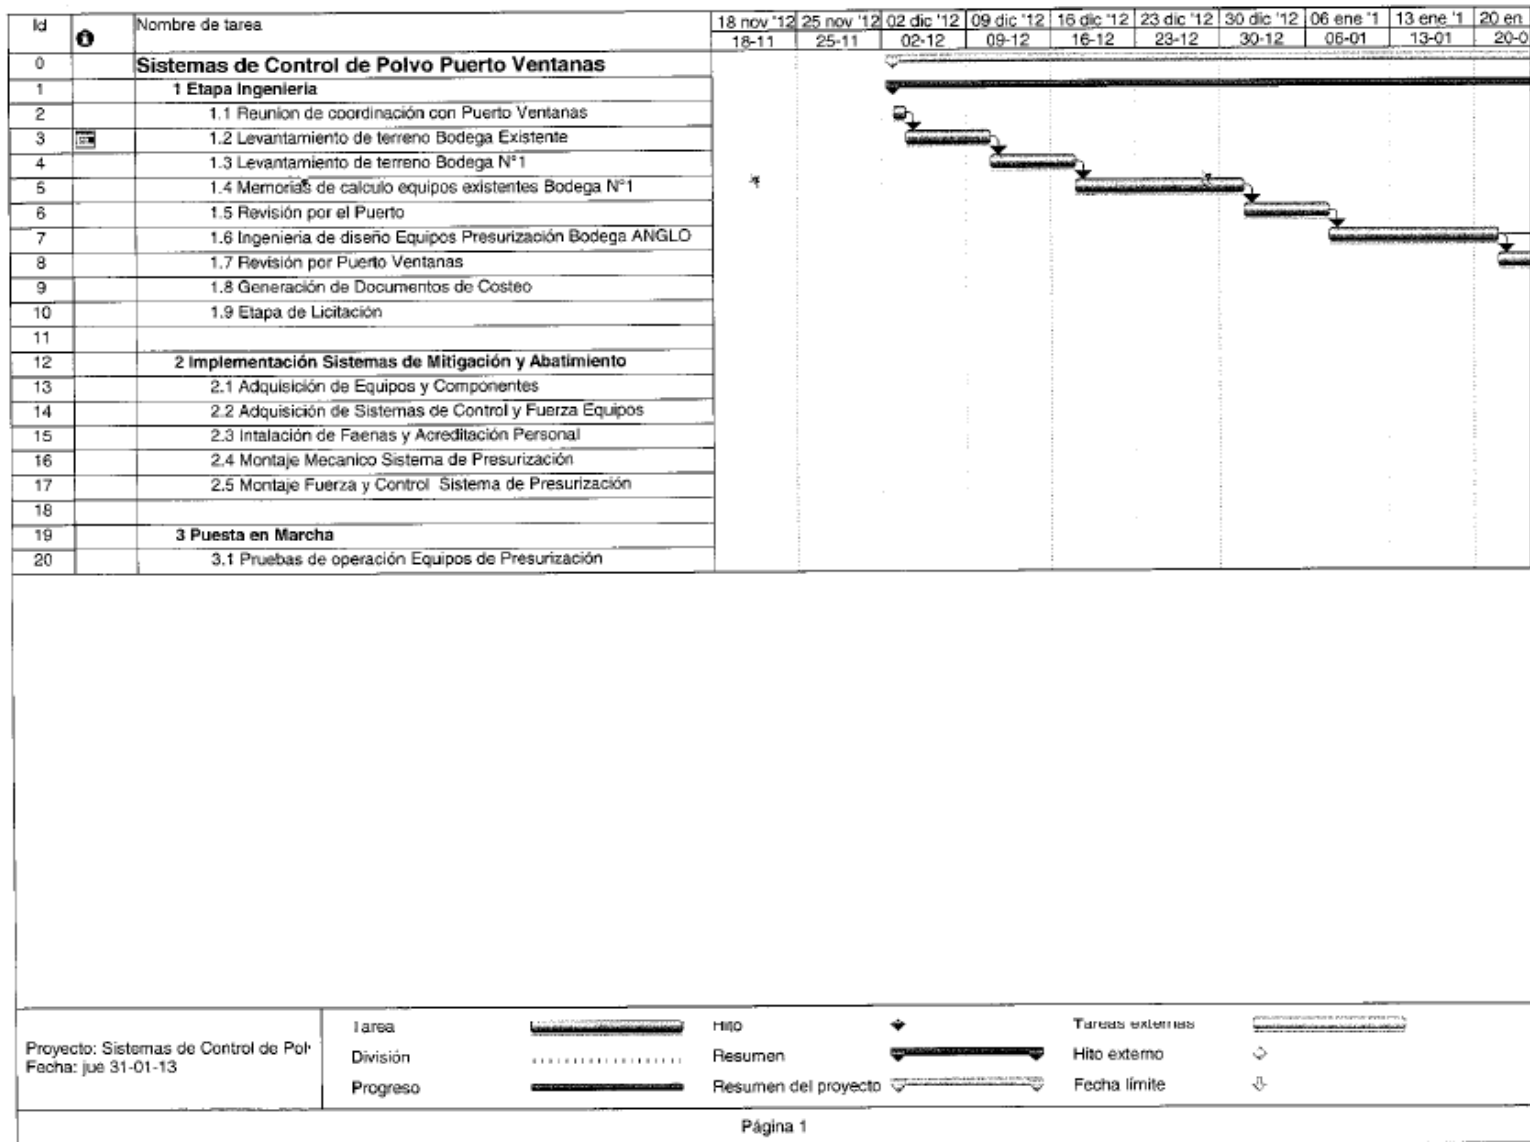 Id Nombre de tarea 18 nov '12 25 nov '12 02 dic '12 09 dic '12 16 dic '12 23 dic '12 30 dic '12 06 ene '1 13 ene '1 20 en
18-11 25-11 02-12 09-12 16-12 23-12 30-12 06-01 13-01 20-0
0 Sistemas de Control de Polvo Puerto Ventanas
1 1 Etapa Ingenieria
2 1.1 Reunion de coordinación con Puerto Ventanas
3 1.2 Levantamiento de terreno Bodega Existente
4 1.3 Levantamiento de terreno Bodega N°1
5 1.4 Memorias de calculo equipos existentes Bodega N°1
6 1.5 Revisión por el Puerto
7 1.6 Ingenieria de diseño Equipos Presurización Bodega ANGLO
8 1.7 Revisión por Puerto Ventanas
9 1.8 Generación de Documentos de Costeo
10 1.9 Etapa de Licitación
11
12 2 Implementación Sistemas de Mitigación y Abatimiento
13 2.1 Adquisición de Equipos y Componentes
14 2.2 Adquisición de Sistemas de Control y Fuerza Equipos
15 2.3 Intalación de Faenas y Acreditación Personal
16 2.4 Montaje Mecanico Sistema de Presurización
17 2.5 Montaje Fuerza y Control Sistema de Presurización
18
19 3 Puesta en Marcha
20 3.1 Pruebas de operación Equipos de Presurización
Tarea Hito Tareas externas
Proyecto: Sistemas de Control de Pol
Fecha: jue 31-01-13
División Resumen Hito externo
Progreso Resumen del proyecto Fecha límite
Página 1